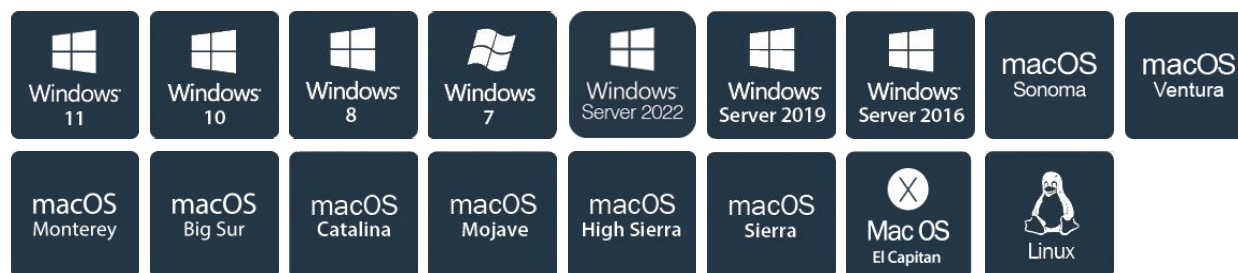 Windows
11
Windows
10
Windows
8
Windows
7
Windows
Server 2022
Windows
Server 2019
Windows
Server 2016
macOS
Sonoma
macOS
Ventura
macOS
Monterey
macOS
Big Sur
macOS
Catalina
macOS
Mojave
macOS
High Sierra
macOS
Sierra
X
Mac OS
El Capitan
Linux